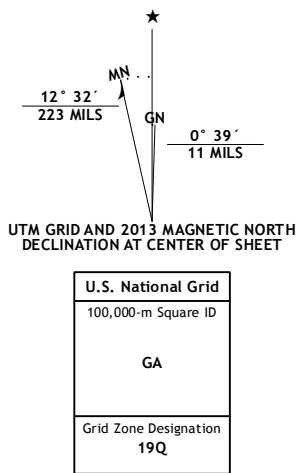 ★
MN
12° 32´
223 MILS
GN
0° 39´
11 MILS
UTM GRID AND 2013 MAGNETIC NORTH
DECLINATION AT CENTER OF SHEET
U.S. National Grid
100,000-m Square ID
GA
Grid Zone Designation
19Q